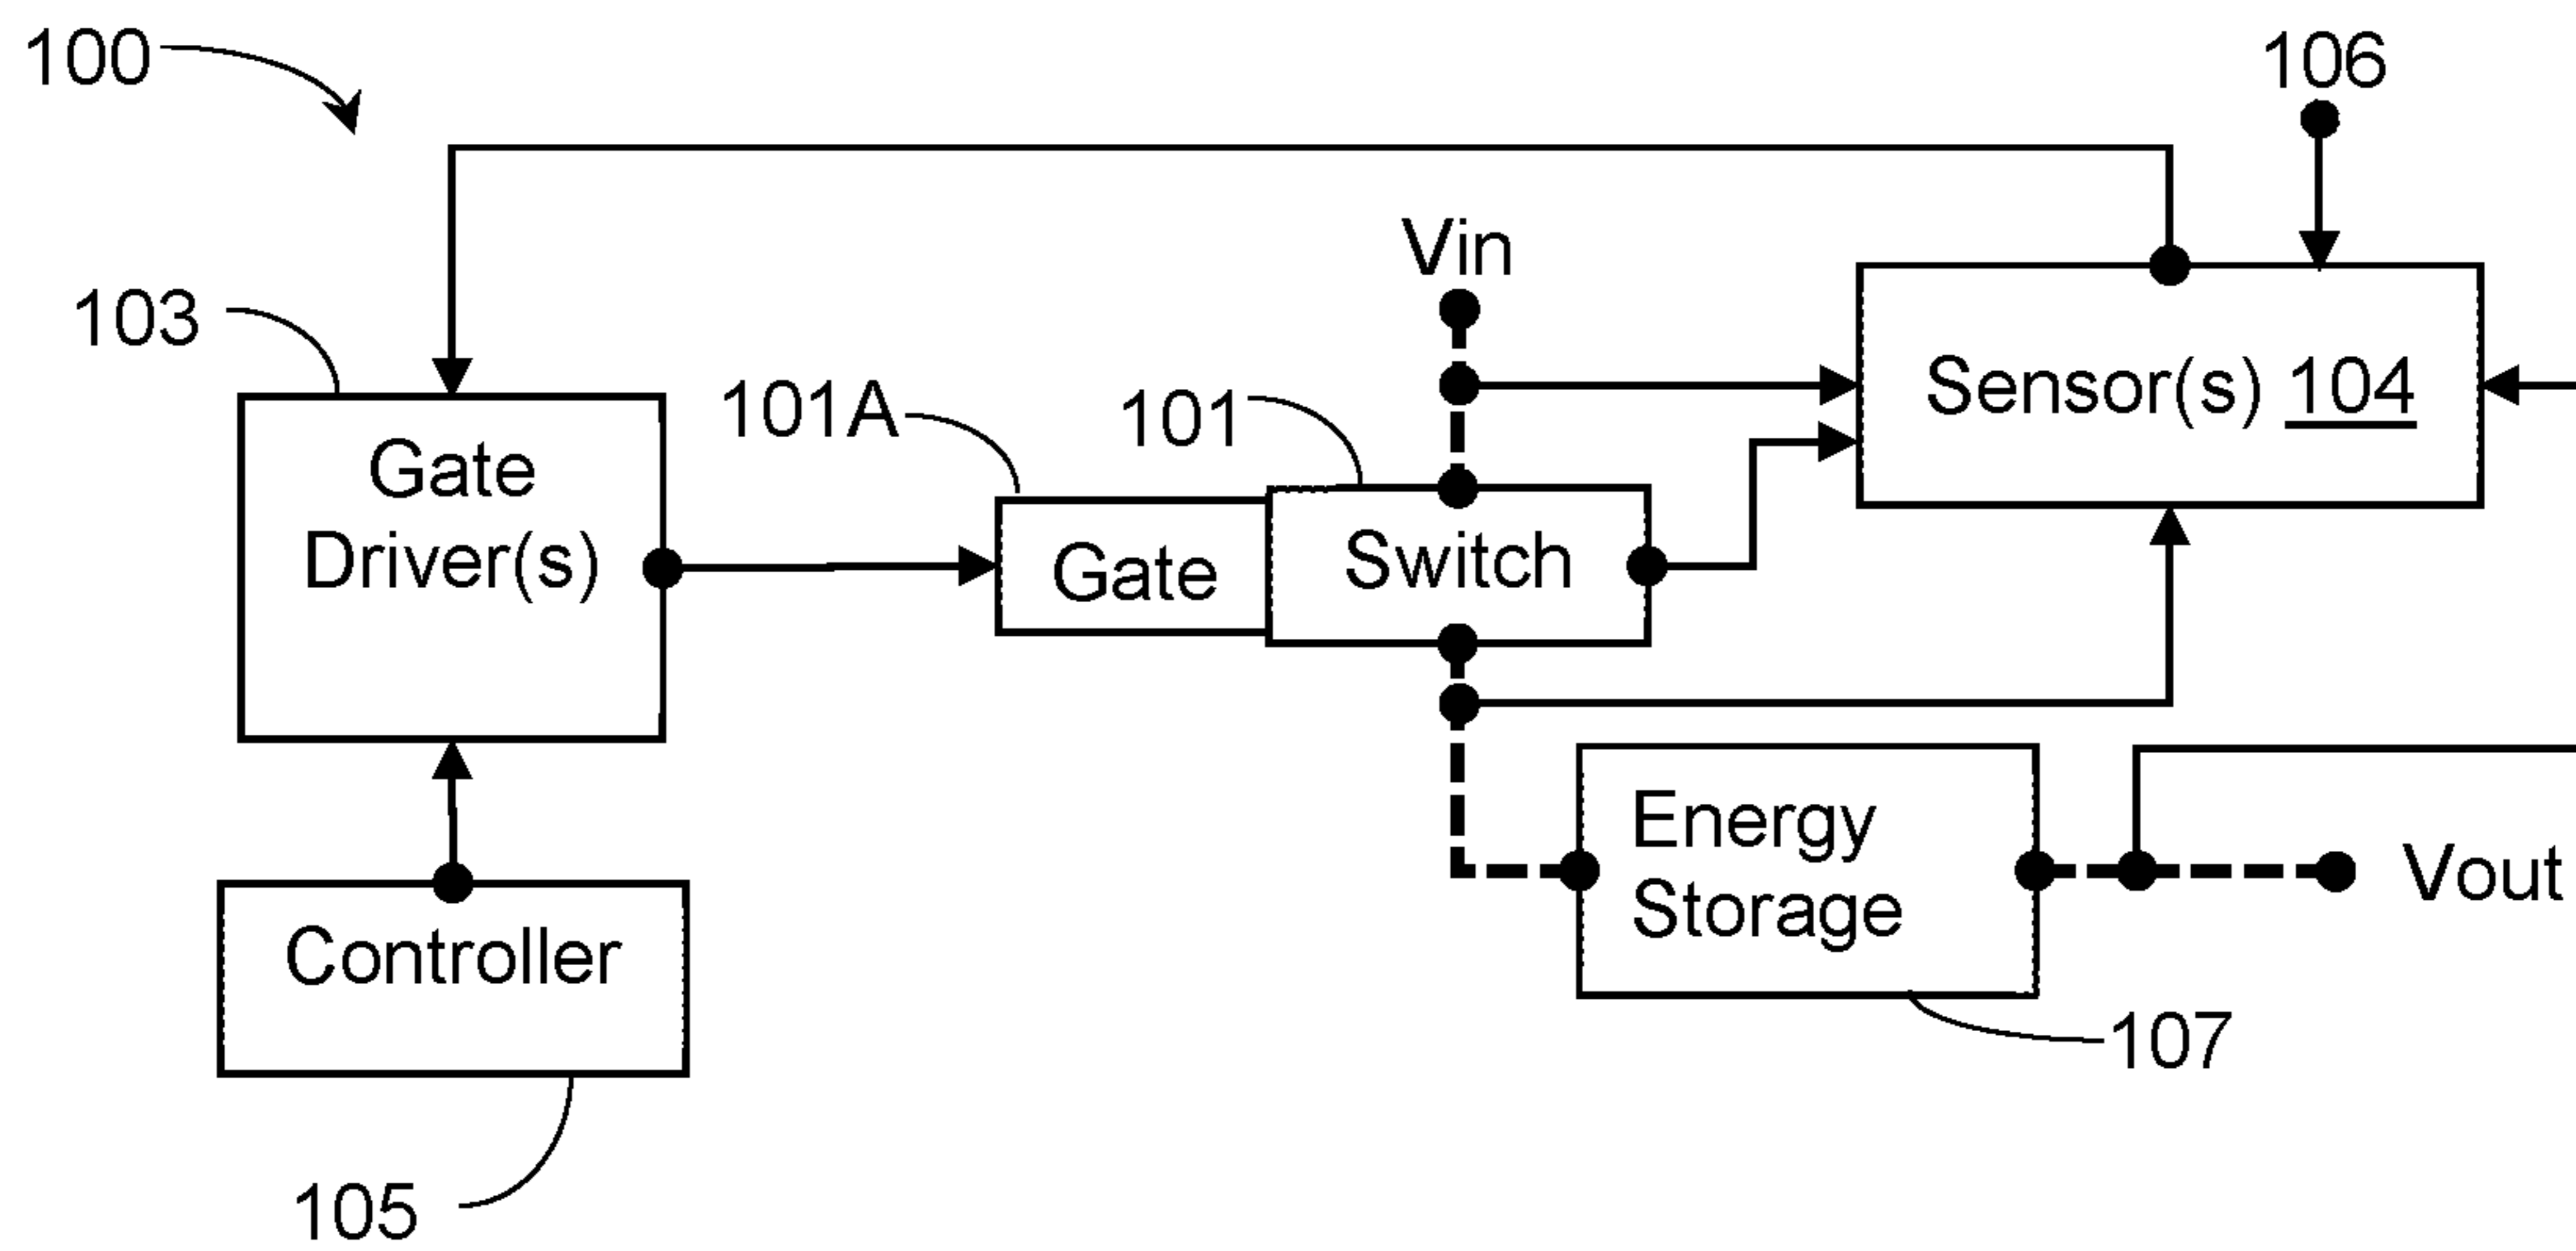 100
106
Vin
103
101A
101
Sensor(s) 104
Gate
Driver(s)
Gate
Switch
Energy
Storage
Vout
Controller
107
105